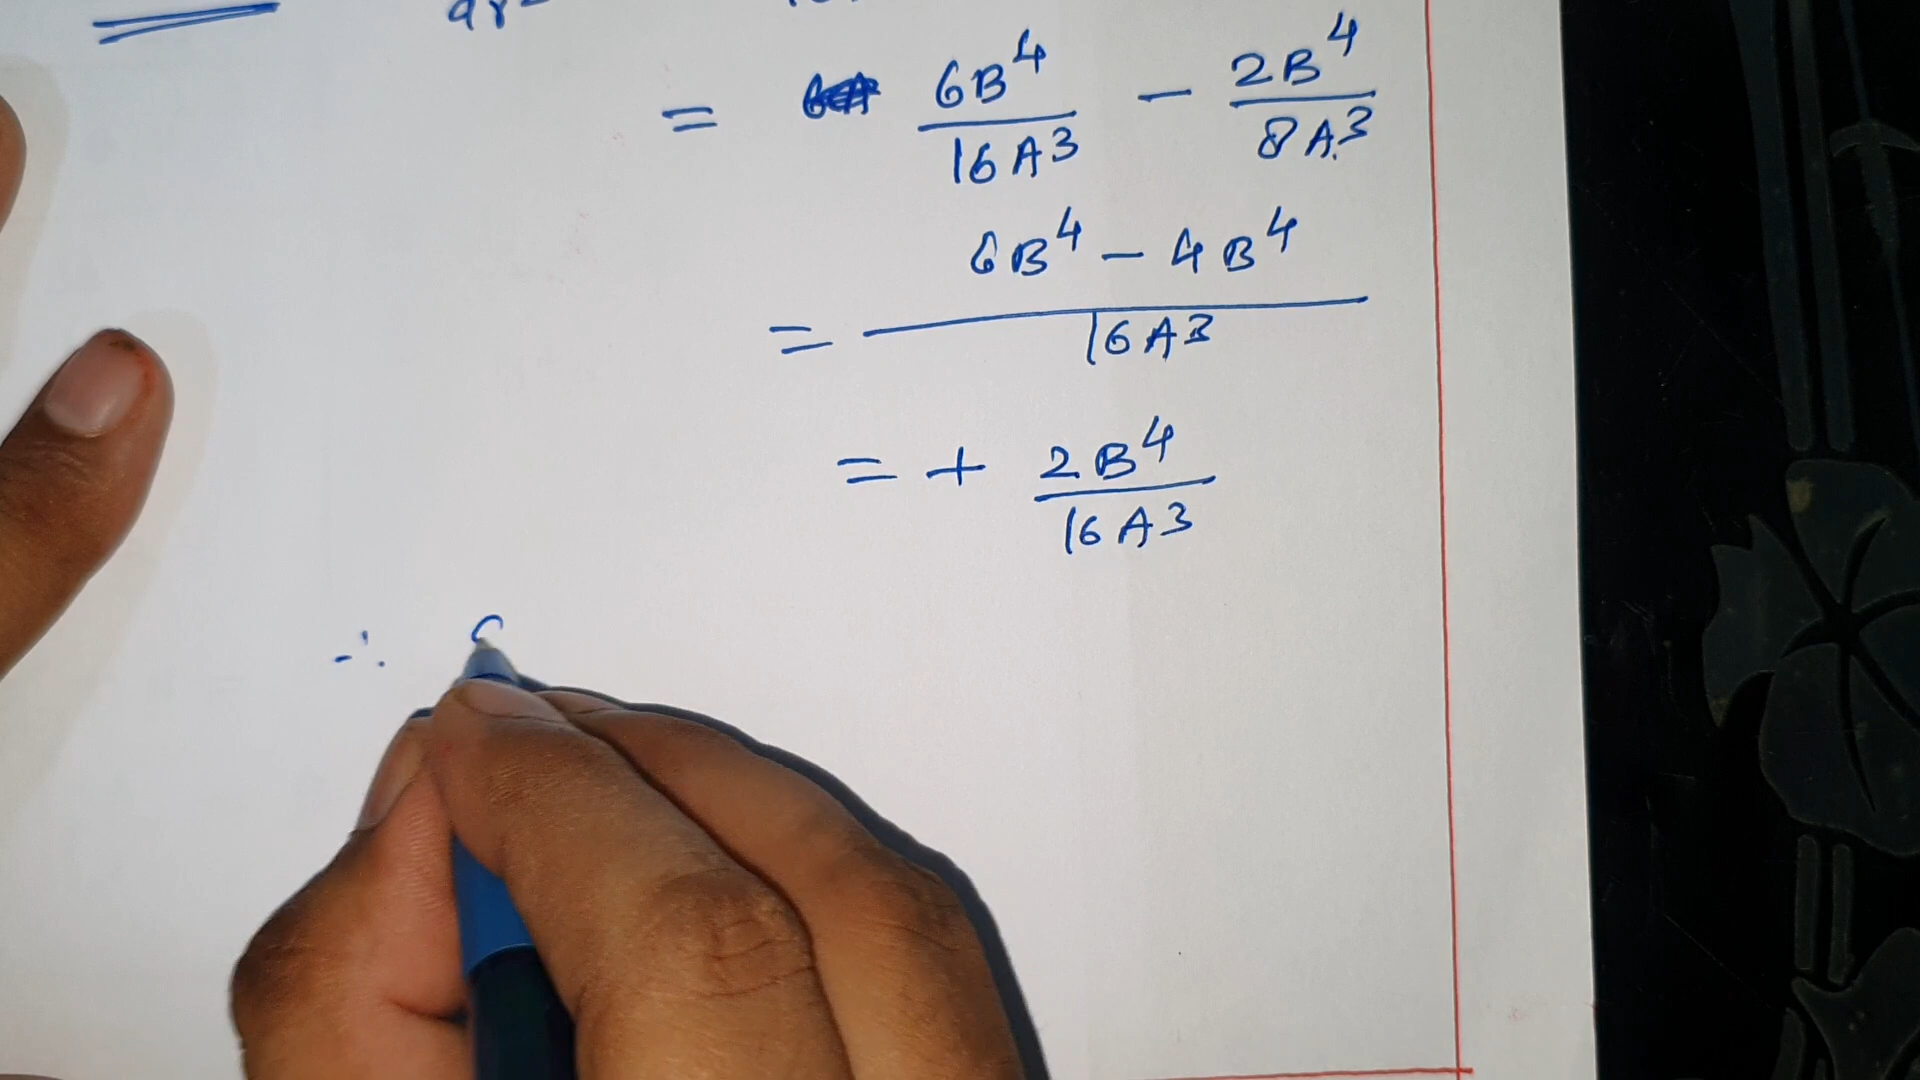 = 6B⁴/16A³ - 2B⁴/8A³
= 6B⁴ - 4B⁴/16A³
= + 2B⁴/16A³
∴